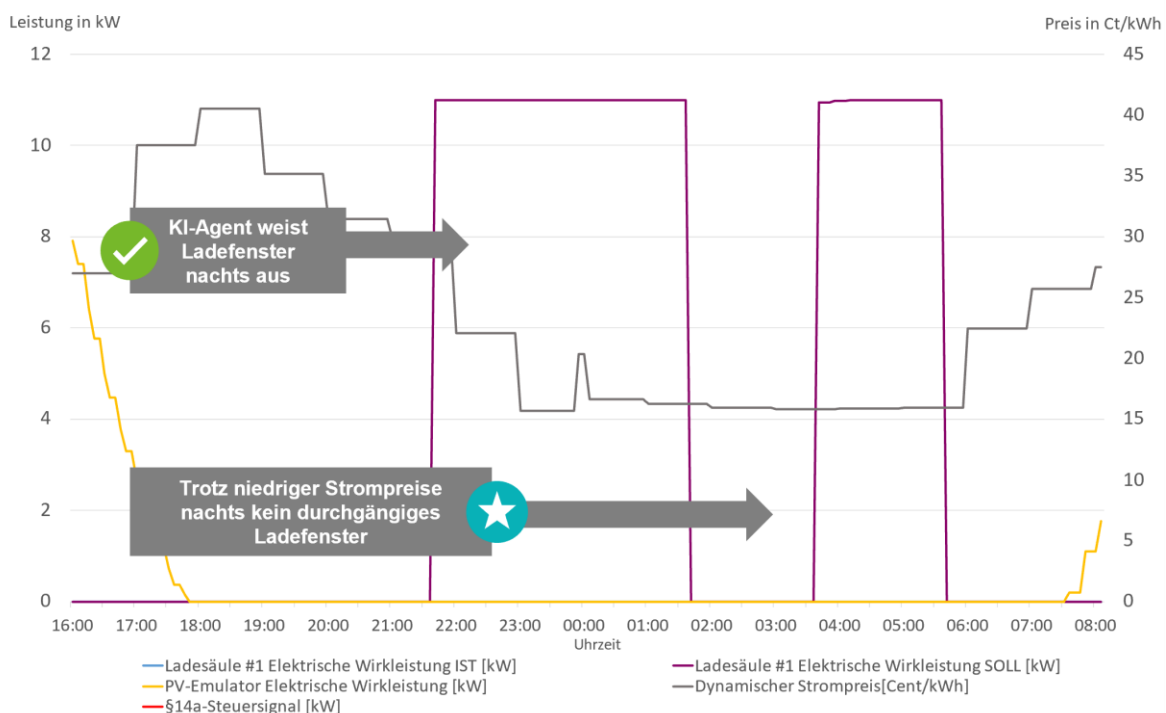 Leistung in kW
Preis in Ct/kWh
12
10
8
6
4
2
0
45
40
35
30
25
20
15
10
5
0
KI-Agent weist
Ladefenster
nachts aus
Trotz niedriger Strompreise
nachts kein durchgängiges
Ladefenster
16:00 17:00 18:00 19:00 20:00 21:00 22:00 23:00 00:00 01:00 02:00 03:00 04:00 05:00 06:00 07:00 08:00
Uhrzeit
Ladesäule #1 Elektrische Wirkleistung IST [kW]
Ladesäule #1 Elektrische Wirkleistung SOLL [kW]
PV-Emulator Elektrische Wirkleistung [kW]
Dynamischer Strompreis[Cent/kWh]
§14a-Steuersignal [kW]